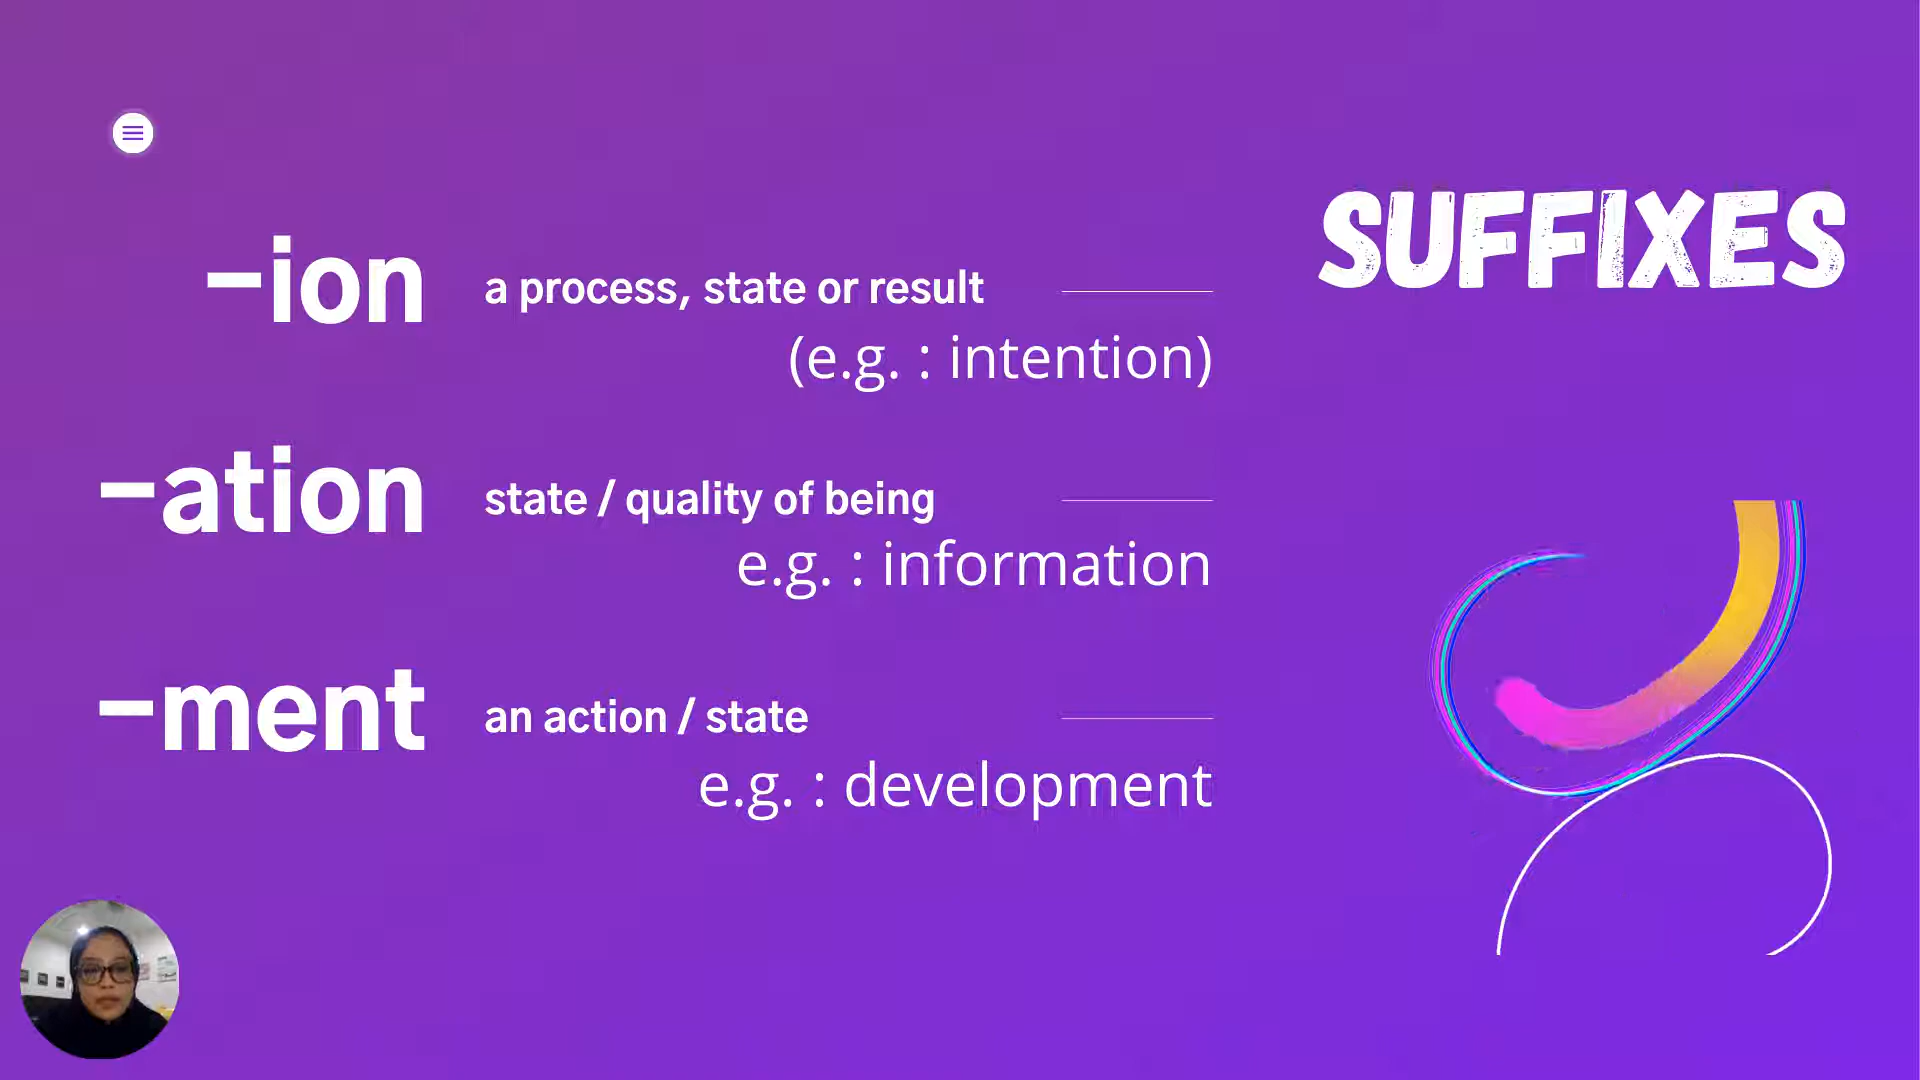 SUFFIXES
–ion a process, state or result
(e.g. : intention)
–ation state / quality of being
e.g. : information
–ment an action / state
e.g. : development